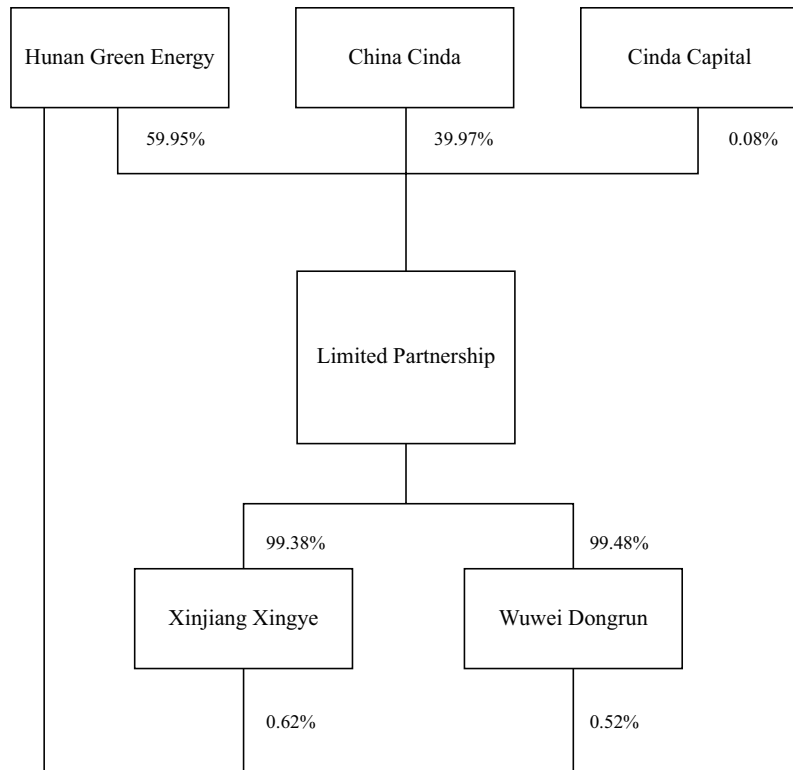 Hunan Green Energy
China Cinda
Cinda Capital
59.95%
39.97%
0.08%
Limited Partnership
99.38%
99.48%
Xinjiang Xingye
Wuwei Dongrun
0.62%
0.52%